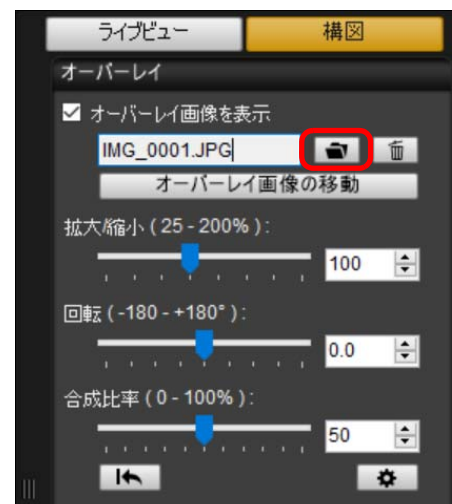 ライブビュー 構図
オーバーレイ
オーバーレイ画像を表示
IMG_0001.JPG
オーバーレイ画像の移動
拡大/縮小 ( 25 - 200% ) :
100
回転 ( -180 - +180° ) :
0.0
合成比率 ( 0 - 100% ) :
50